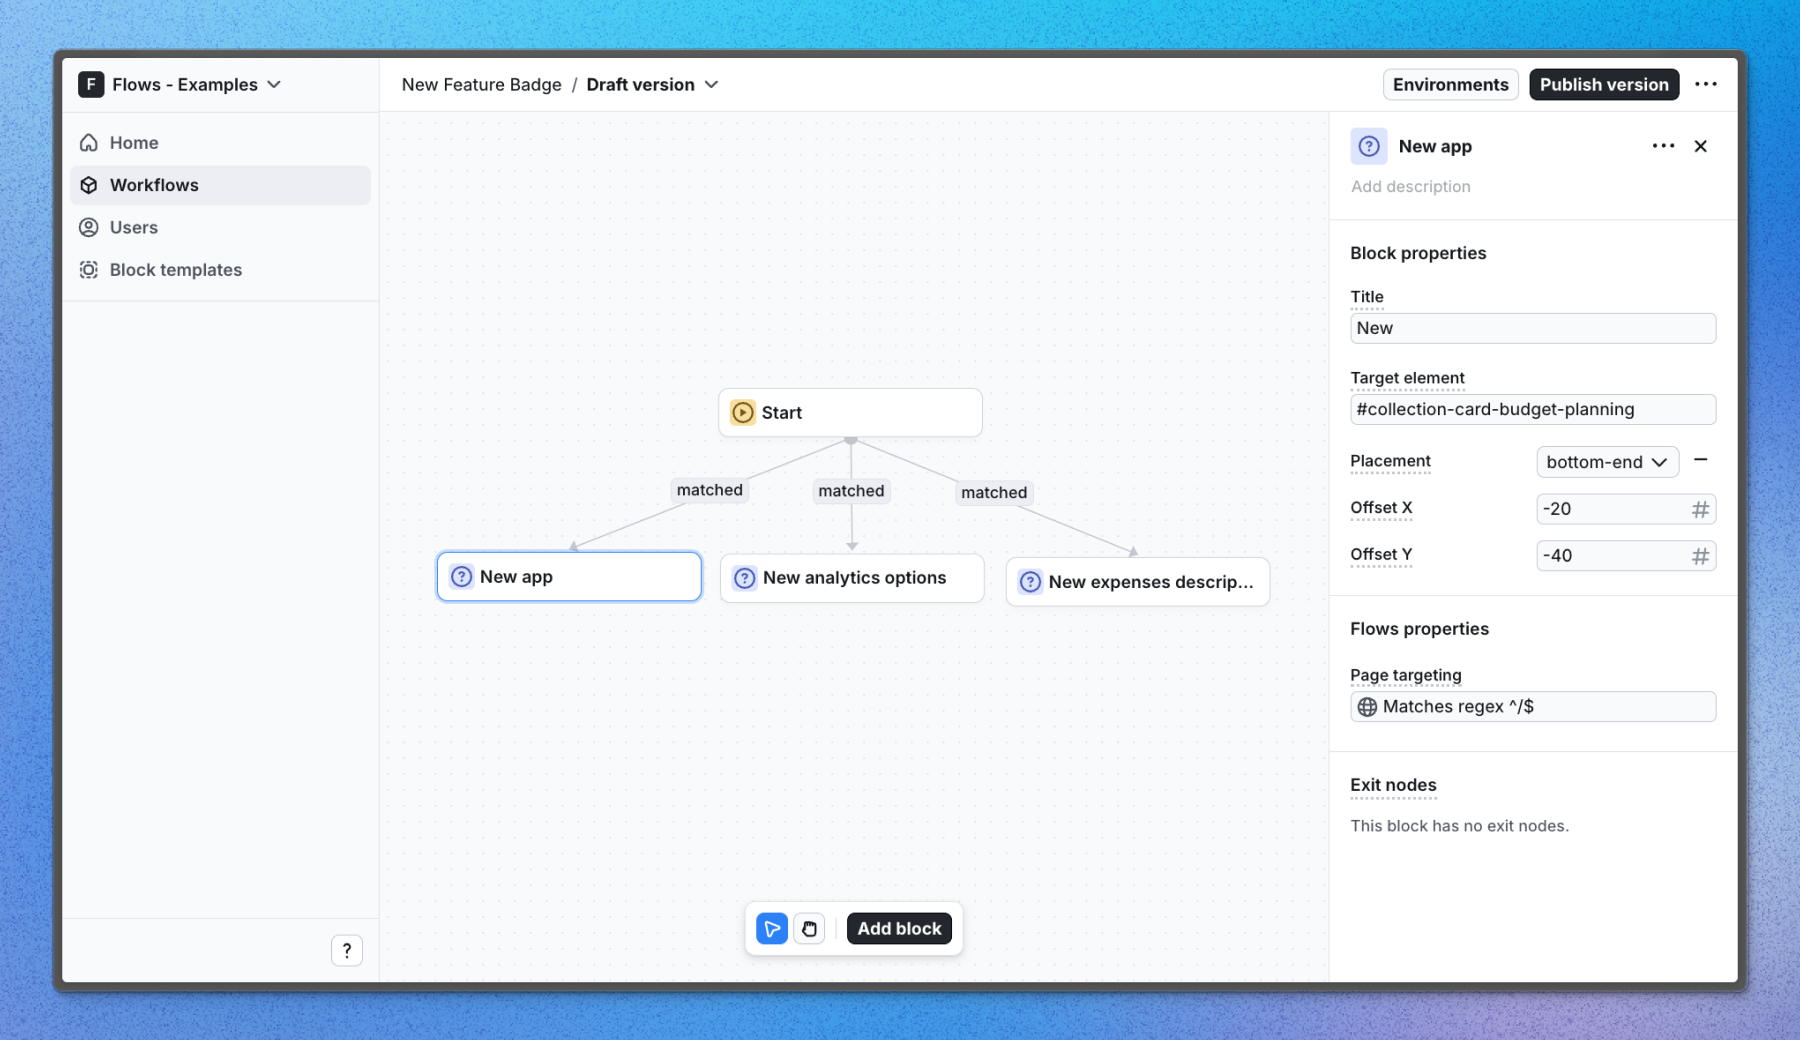 F Flows - Examples
New Feature Badge / Draft version
Environments
Publish version
Home
Workflows
Users
Block templates
?
Start
matched
matched
matched
New app
New analytics options
New expenses descrip...
Add block
New app
Add description
Block properties
Title
New
Target element
#collection-card-budget-planning
Placement
bottom-end
Offset X
-20 #
Offset Y
-40 #
Flows properties
Page targeting
Matches regex ^/$
Exit nodes
This block has no exit nodes.